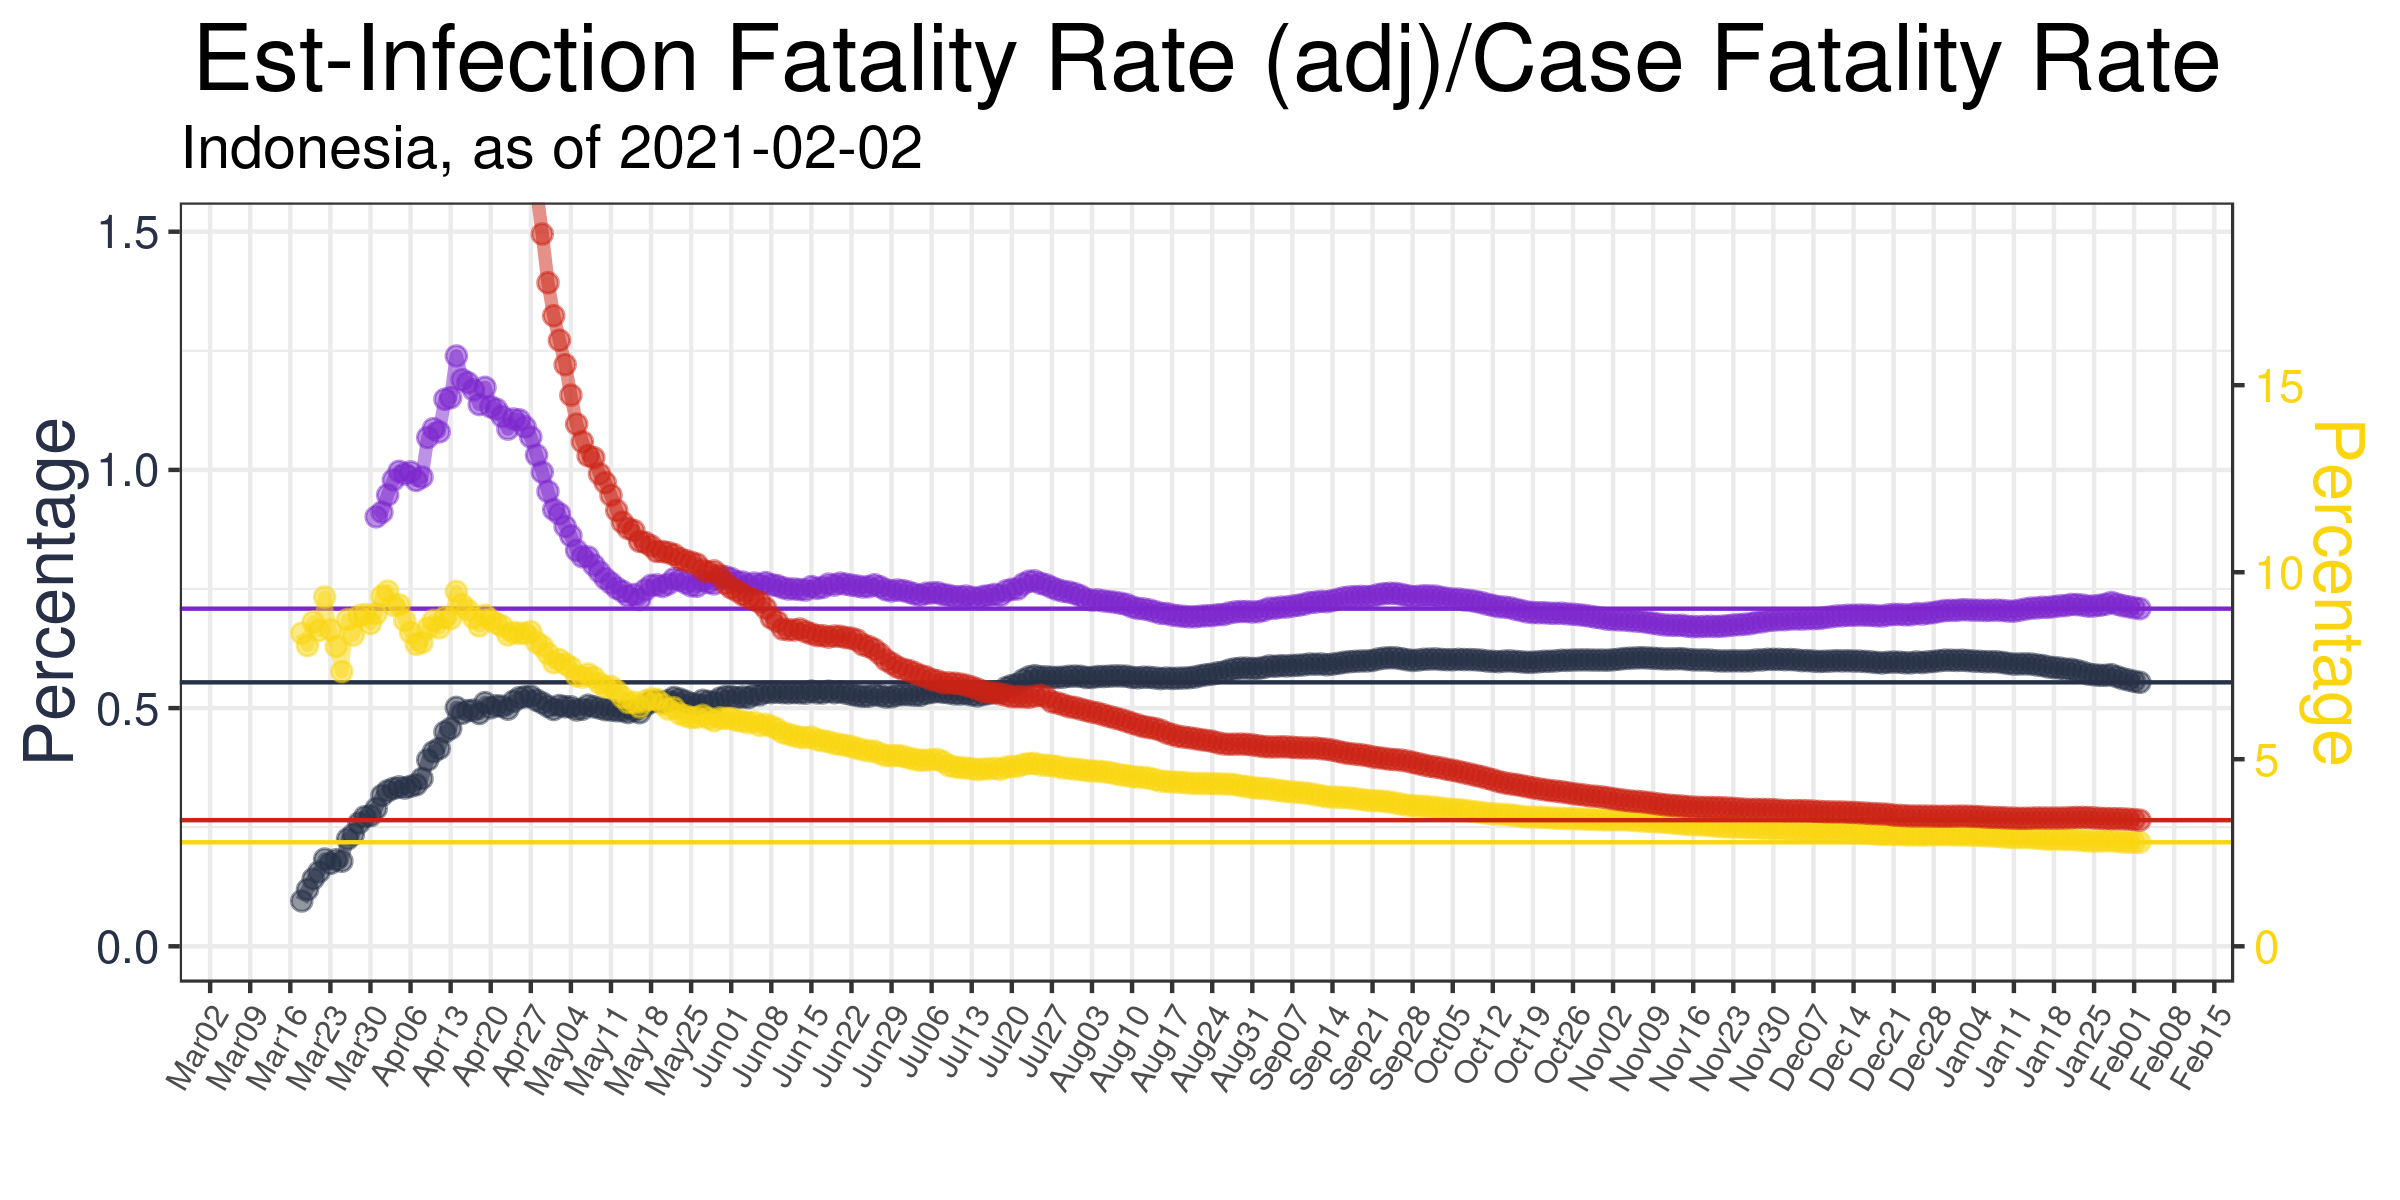 Est-Infection Fatality Rate (adj)/Case Fatality Rate
Indonesia, as of 2021-02-02
Percentage
1.5
1.0
0.5
0.0
15
10
5
0
Percentage
Mar02
Mar09
Mar16
Mar23
Mar30
Apr06
Apr13
Apr20
Apr27
May04
May11
May18
May25
Jun01
Jun08
Jun15
Jun22
Jun29
Jul06
Jul13
Jul20
Jul27
Aug03
Aug10
Aug17
Aug24
Aug31
Sep07
Sep14
Sep21
Sep28
Oct05
Oct12
Oct19
Oct26
Nov02
Nov09
Nov16
Nov23
Nov30
Dec07
Dec14
Dec21
Dec28
Jan04
Jan11
Jan18
Jan25
Feb01
Feb08
Feb15